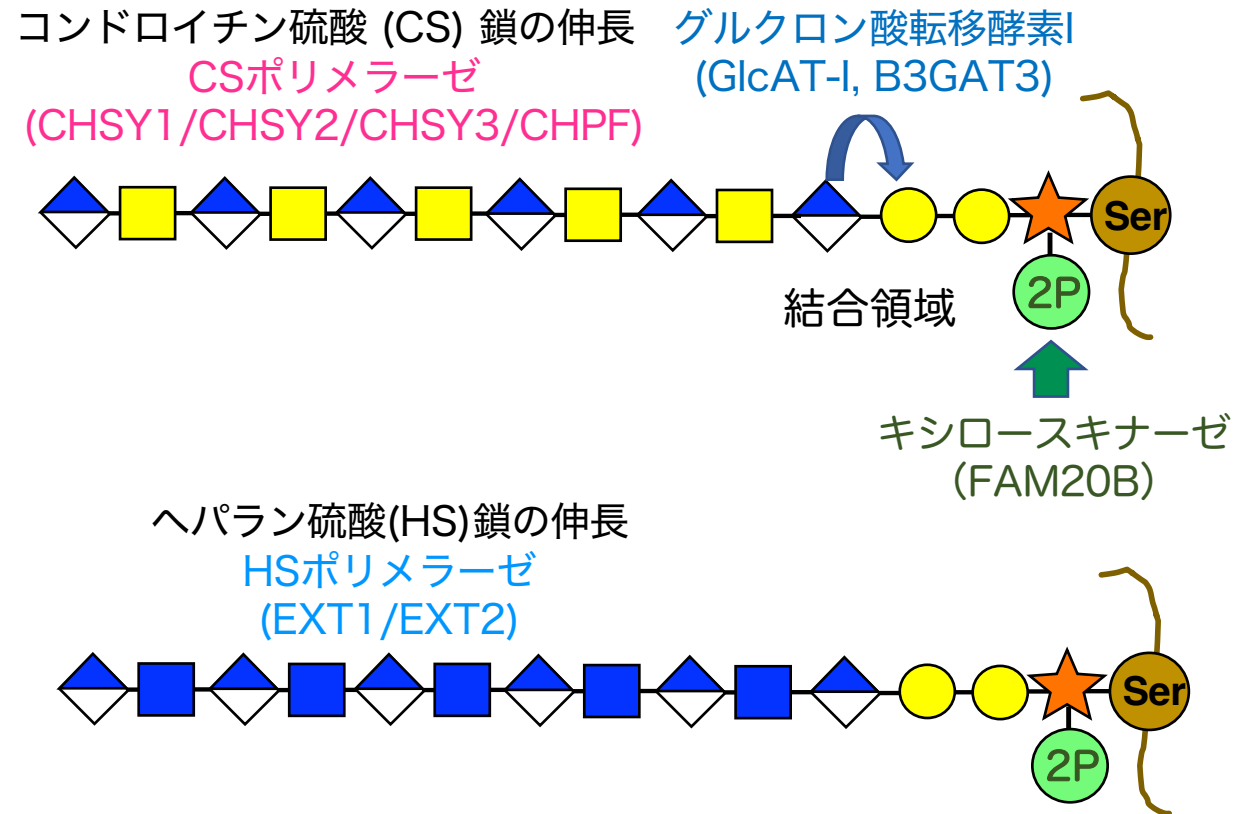 コンドロイチン硫酸 (CS) 鎖の伸長
CSポリメラーゼ
(CHSY1/CHSY2/CHSY3/CHPF)
グルクロン酸転移酵素I
(GlcAT-I, B3GAT3)
Ser
2P
結合領域
キシロースキナーゼ
(FAM20B)
ヘパラン硫酸(HS)鎖の伸長
HSポリメラーゼ
(EXT1/EXT2)
Ser
2P